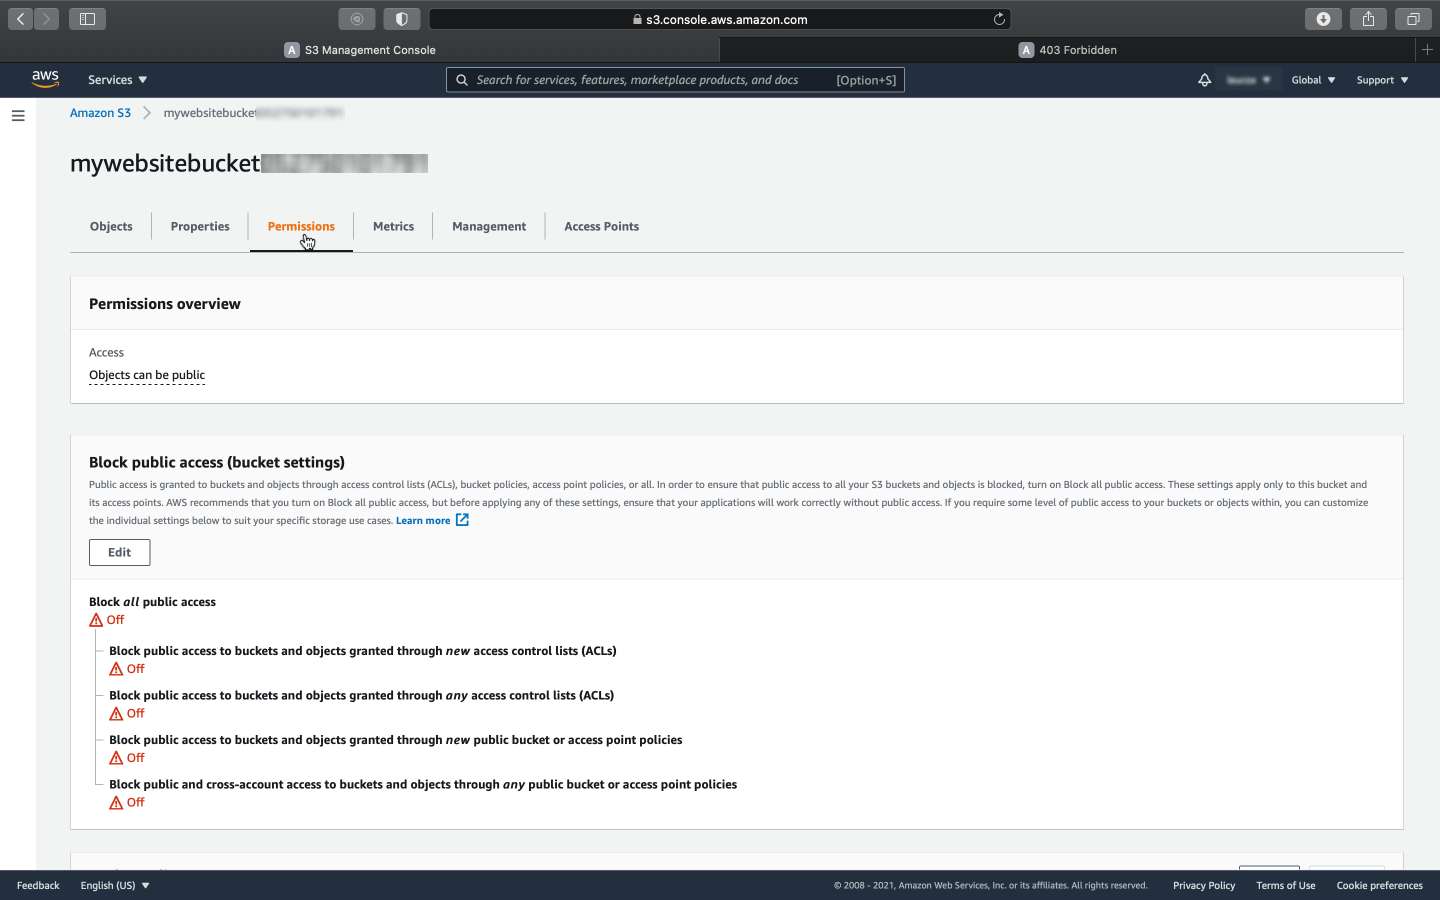 s3.console.aws.amazon.com
A S3 Management Console
A 403 Forbidden
aws Services Search for services, features, marketplace products, and docs [Option+S] Global Support
Amazon S3 mywebsitebucket
mywebsitebucket
Objects Properties Permissions Metrics Management Access Points
Permissions overview
Access
Objects can be public
Block public access (bucket settings)
Public access is granted to buckets and objects through access control lists (ACLs), bucket policies, access point policies, or all. In order to ensure that public access to all your S3 buckets and objects is blocked, turn on Block all public access. These settings apply only to this bucket and
its access points. AWS recommends that you turn on Block all public access, but before applying any of these settings, ensure that your applications will work correctly without public access. If you require some level of public access to your buckets or objects within, you can customize
the individual settings below to suit your specific storage use cases. Learn more
Edit
Block all public access
Off
Block public access to buckets and objects granted through new access control lists (ACLs)
Off
Block public access to buckets and objects granted through any access control lists (ACLs)
Off
Block public access to buckets and objects granted through new public bucket or access point policies
Off
Block public and cross-account access to buckets and objects through any public bucket or access point policies
Off
Feedback English (US) © 2008 - 2021, Amazon Web Services, Inc. or its affiliates. All rights reserved. Privacy Policy Terms of Use Cookie preferences